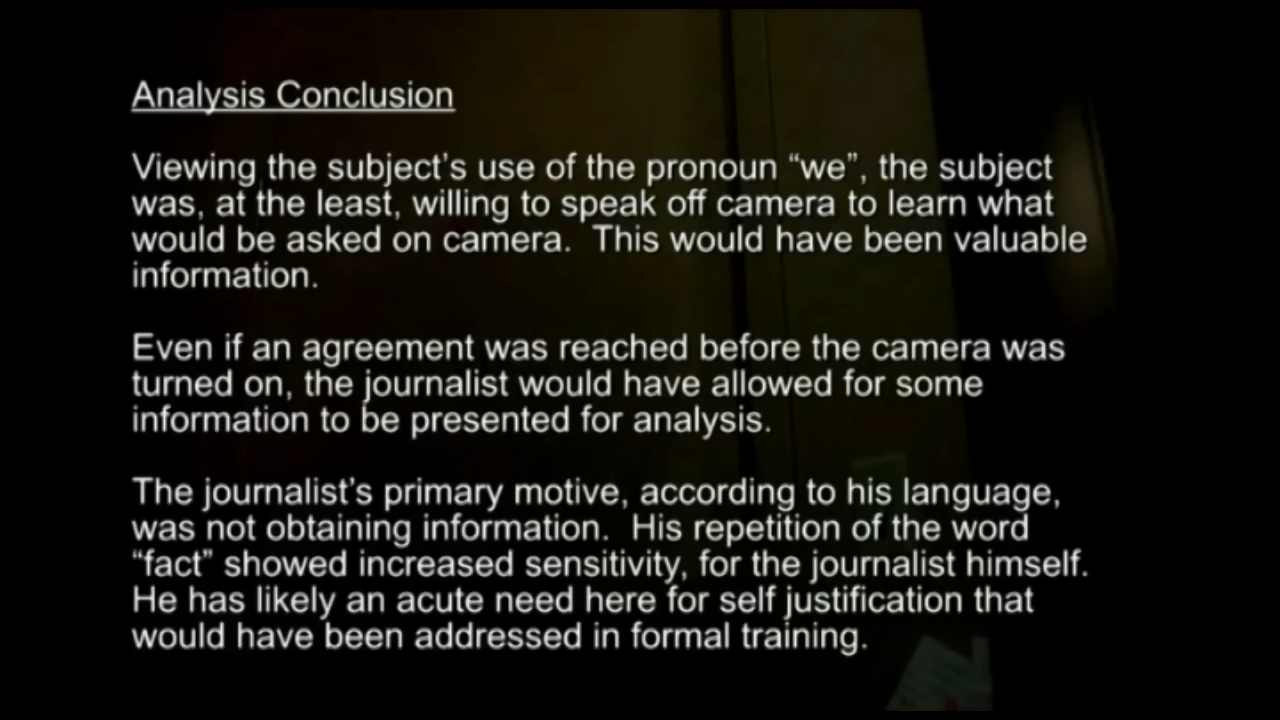 Analysis Conclusion
Viewing the subject's use of the pronoun “we”, the subject
was, at the least, willing to speak off camera to learn what
would be asked on camera.  This would have been valuable
information.
Even if an agreement was reached before the camera was
turned on, the journalist would have allowed for some
information to be presented for analysis.
The journalist's primary motive, according to his language,
was not obtaining information.  His repetition of the word
“fact” showed increased sensitivity, for the journalist himself.
He has likely an acute need here for self justification that
would have been addressed in formal training.